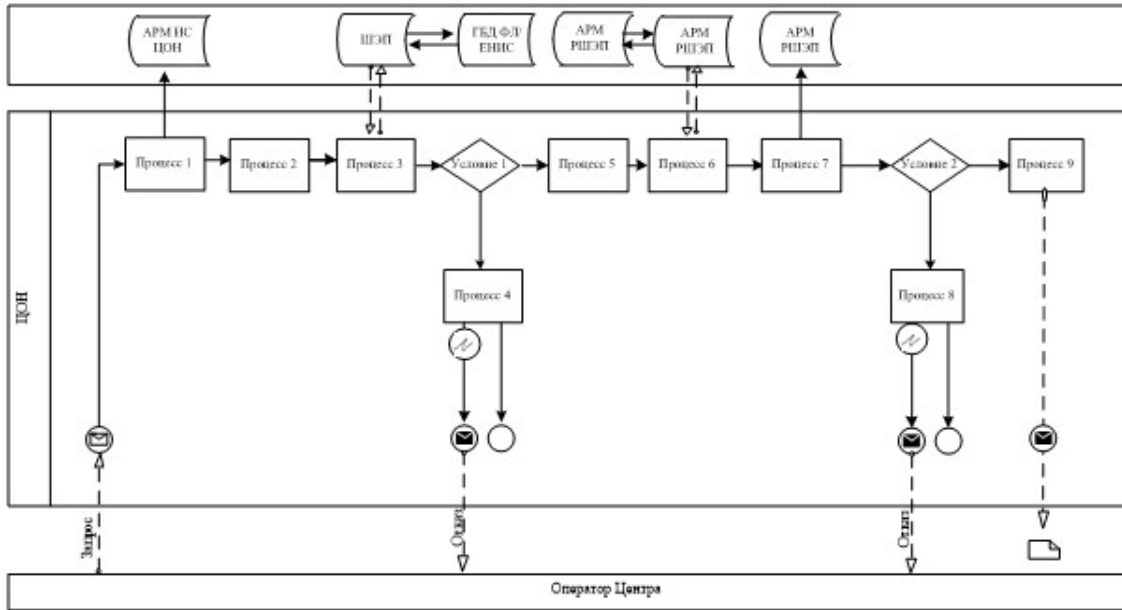 АРМ ИС
ЦОН
ШЭП
ГБД ФЛ/
ЕНИС
АРМ
РШЭП
АРМ
РШЭП
АРМ
РШЭП
ЦОН
Процесс 1
Процесс 2
Процесс 3
Условие 1
Процесс 5
Процесс 6
Процесс 7
Условие 2
Процесс 9
Процесс 4
Процесс 8
Запрос
Отказ
Отказ
Оператор Центра